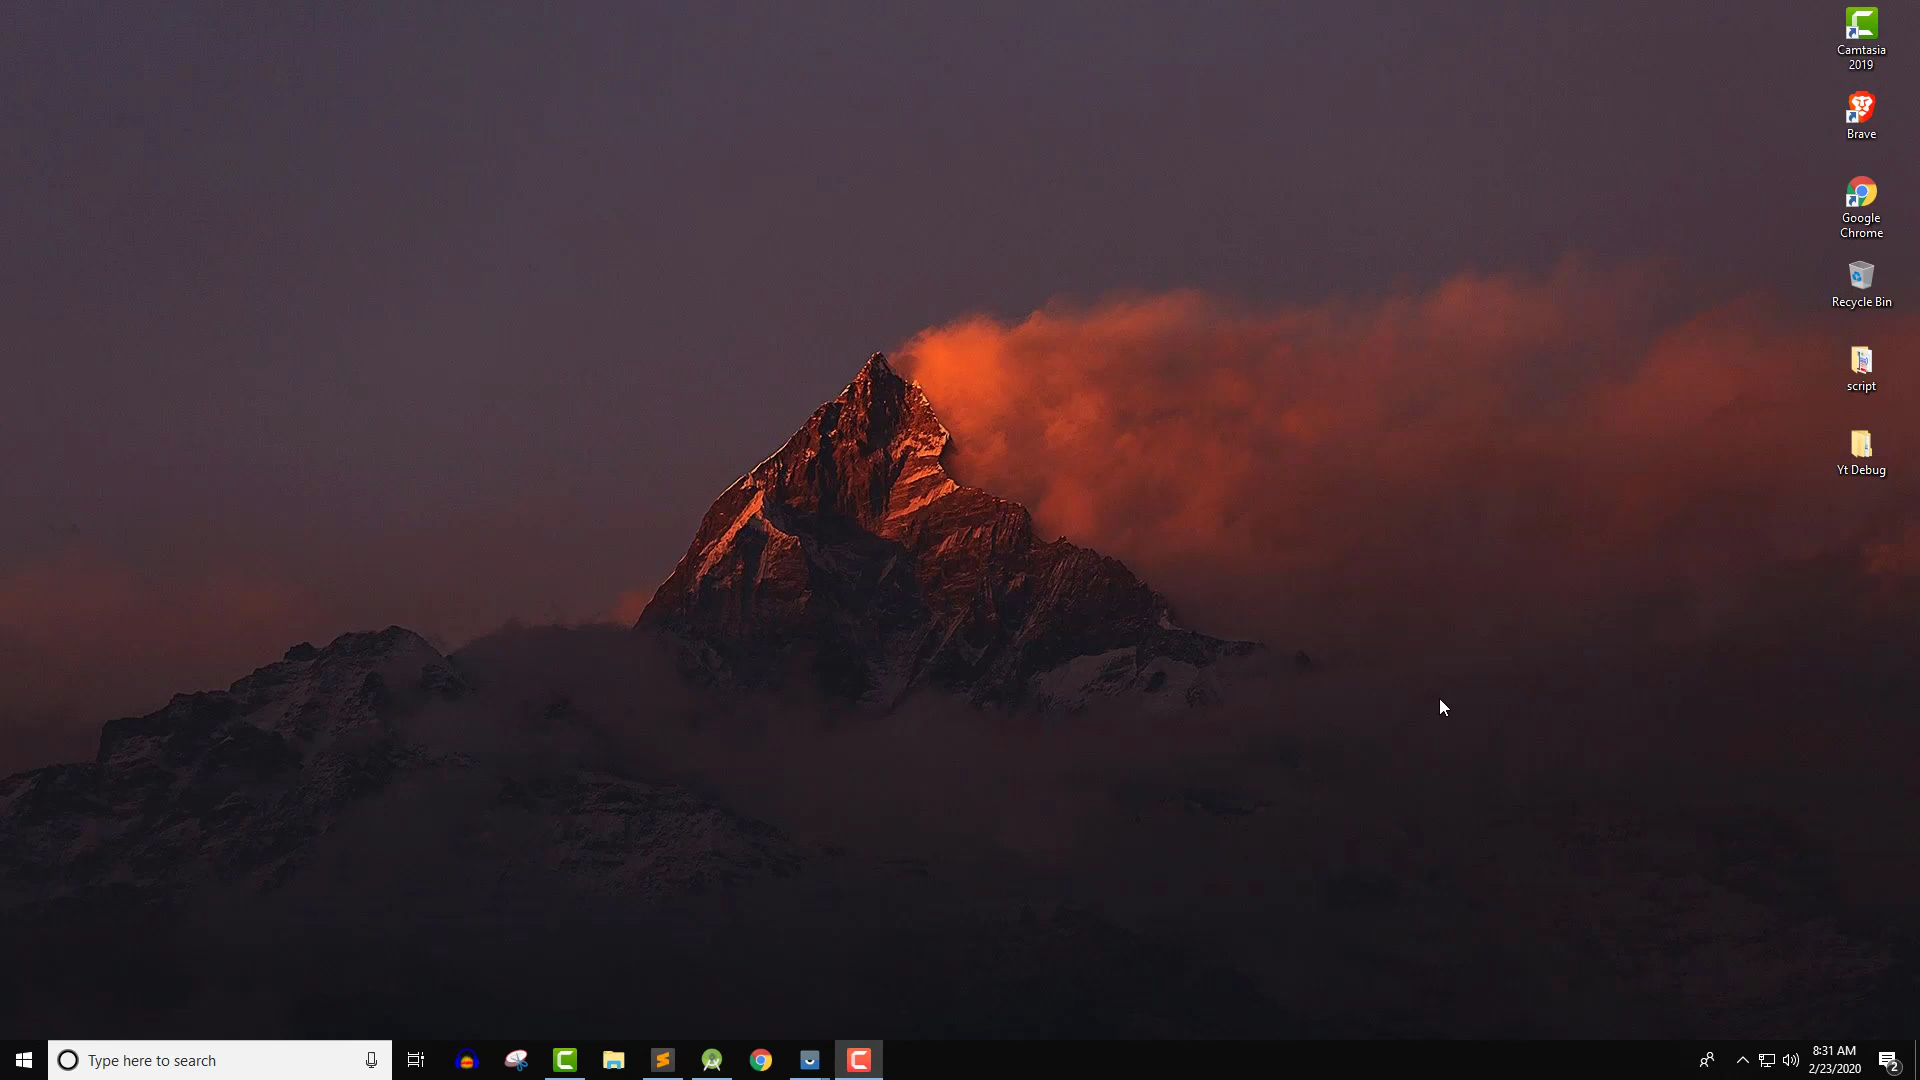 Camtasia
2019
Brave
Google
Chrome
Recycle Bin
script
Yt Debug
Type here to search
8:31 AM
2/23/2020
2